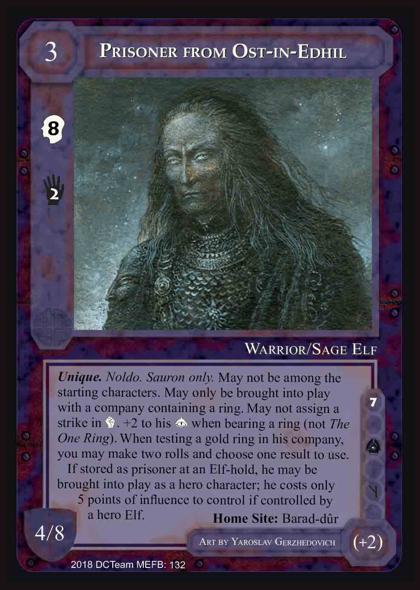 3
PRISONER FROM OST-IN-EDHIL
8
2
WARRIOR/SAGE ELF
Unique. Noldo. Sauron only. May not be among the
starting characters. May only be brought into play
with a company containing a ring. May not assign a
strike in . +2 to his when bearing a ring (not The
One Ring). When testing a gold ring in his company,
you may make two rolls and choose one result to use.
If stored as prisoner at an Elf-hold, he may be
brought into play as a hero character; he costs only
5 points of influence to control if controlled by
a hero Elf.
Home Site: Barad-dûr
7
4/8
ART BY YAROSLAV GERZHEDOVICH
(+2)
2018 DCTeam MEFB: 132